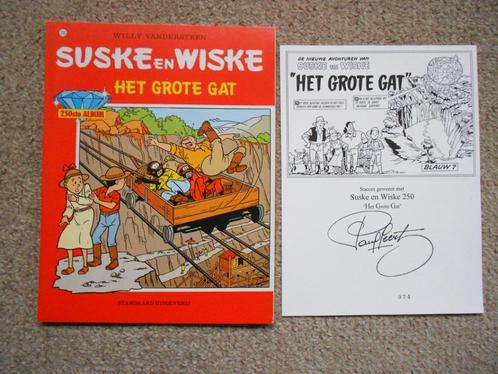 WILLY VANDERSTEEN
SUSKE EN WISKE
HET GROTE GAT
250ste ALBUM
STANDAARD UITGEVERIJ
DE NIEUWE AVONTUREN VAN
SUSKE EN WISKE
"HET GROTE GAT"
BLAUW?
Succes gewenst met
Suske en Wiske 250
'Het Grote Gat'
074